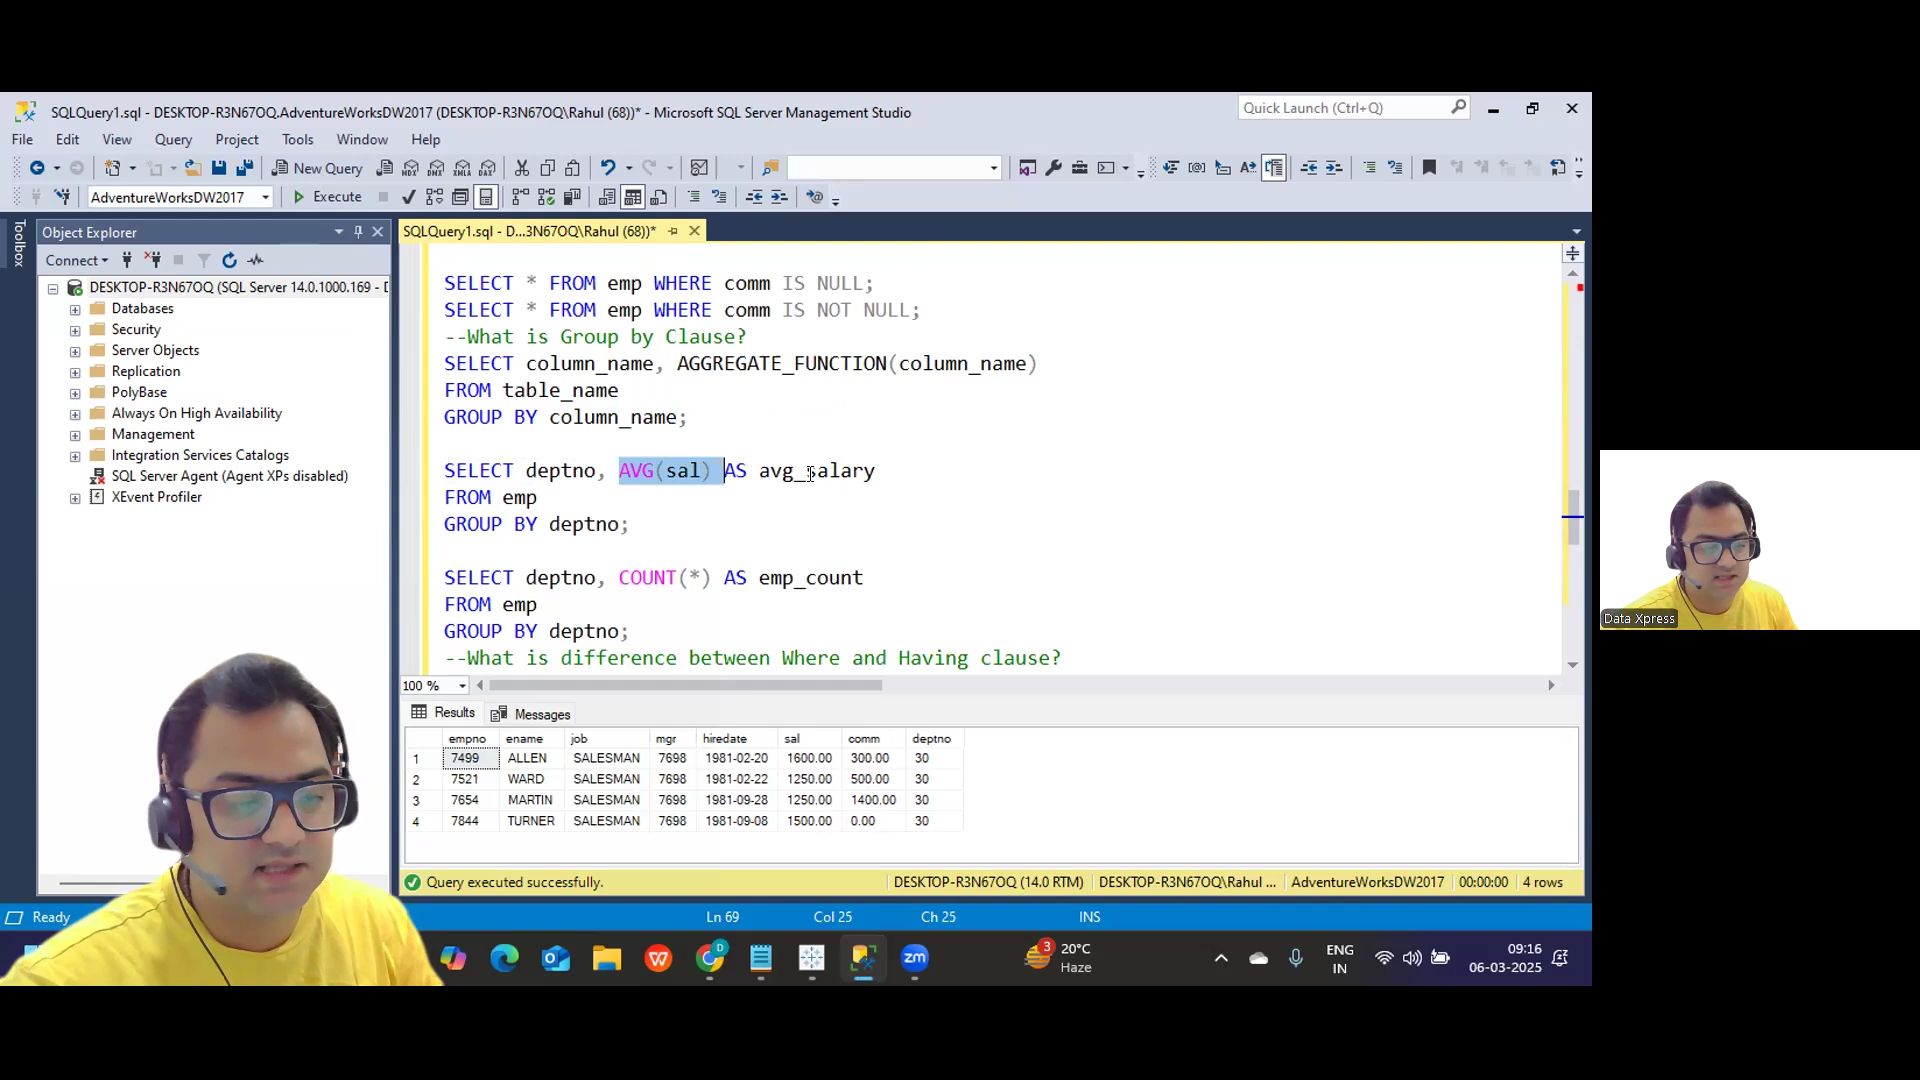 SQLQuery1.sql - DESKTOP-R3N67OQ.AdventureWorksDW2017 (DESKTOP-R3N67OQ\Rahul (68))* - Microsoft SQL Server Management Studio
Quick Launch (Ctrl+Q)
File Edit View Query Project Tools Window Help
New Query
AdventureWorksDW2017
Execute
Toolbox
Object Explorer
Connect
DESKTOP-R3N67OQ (SQL Server 14.0.1000.169 - D
Databases
Security
Server Objects
Replication
PolyBase
Always On High Availability
Management
Integration Services Catalogs
SQL Server Agent (Agent XPs disabled)
XEvent Profiler
SQLQuery1.sql - D...3N67OQ\Rahul (68))*
SELECT * FROM emp WHERE comm IS NULL;
SELECT * FROM emp WHERE comm IS NOT NULL;
--What is Group by Clause?
SELECT column_name, AGGREGATE_FUNCTION(column_name)
FROM table_name
GROUP BY column_name;
SELECT deptno, AVG(sal) AS avg_salary
FROM emp
GROUP BY deptno;
SELECT deptno, COUNT(*) AS emp_count
FROM emp
GROUP BY deptno;
--What is difference between Where and Having clause?
100 %
Results Messages
empno ename job mgr hiredate sal comm deptno
1 7499 ALLEN SALESMAN 7698 1981-02-20 1600.00 300.00 30
2 7521 WARD SALESMAN 7698 1981-02-22 1250.00 500.00 30
3 7654 MARTIN SALESMAN 7698 1981-09-28 1250.00 1400.00 30
4 7844 TURNER SALESMAN 7698 1981-09-08 1500.00 0.00 30
Query executed successfully.
DESKTOP-R3N67OQ (14.0 RTM) DESKTOP-R3N67OQ\Rahul ... AdventureWorksDW2017 00:00:00 4 rows
Ready
Ln 69 Col 25 Ch 25 INS
3
20°C
Haze
ENG
IN
09:16
06-03-2025
Data Xpress